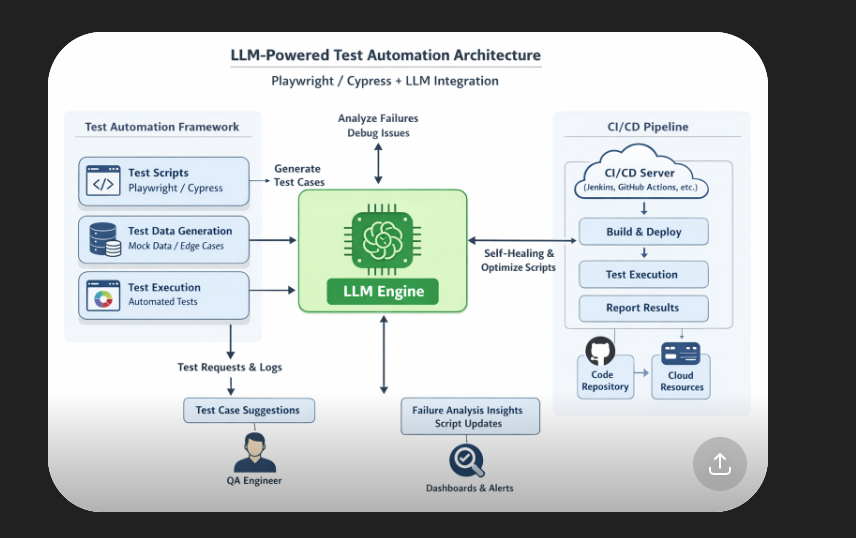 LLM-Powered Test Automation Architecture
Playwright / Cypress + LLM Integration
Test Automation Framework
Test Scripts
Playwright / Cypress
Test Data Generation
Mock Data / Edge Cases
Test Execution
Automated Tests
Generate
Test Cases
Analyze Failures
Debug Issues
LLM Engine
Self-Healing &
Optimize Scripts
CI/CD Pipeline
CI/CD Server
(Jenkins, GitHub Actions, etc.)
Build & Deploy
Test Execution
Report Results
Code
Repository
Cloud
Resources
Test Requests & Logs
Test Case Suggestions
QA Engineer
Failure Analysis Insights
Script Updates
Dashboards & Alerts